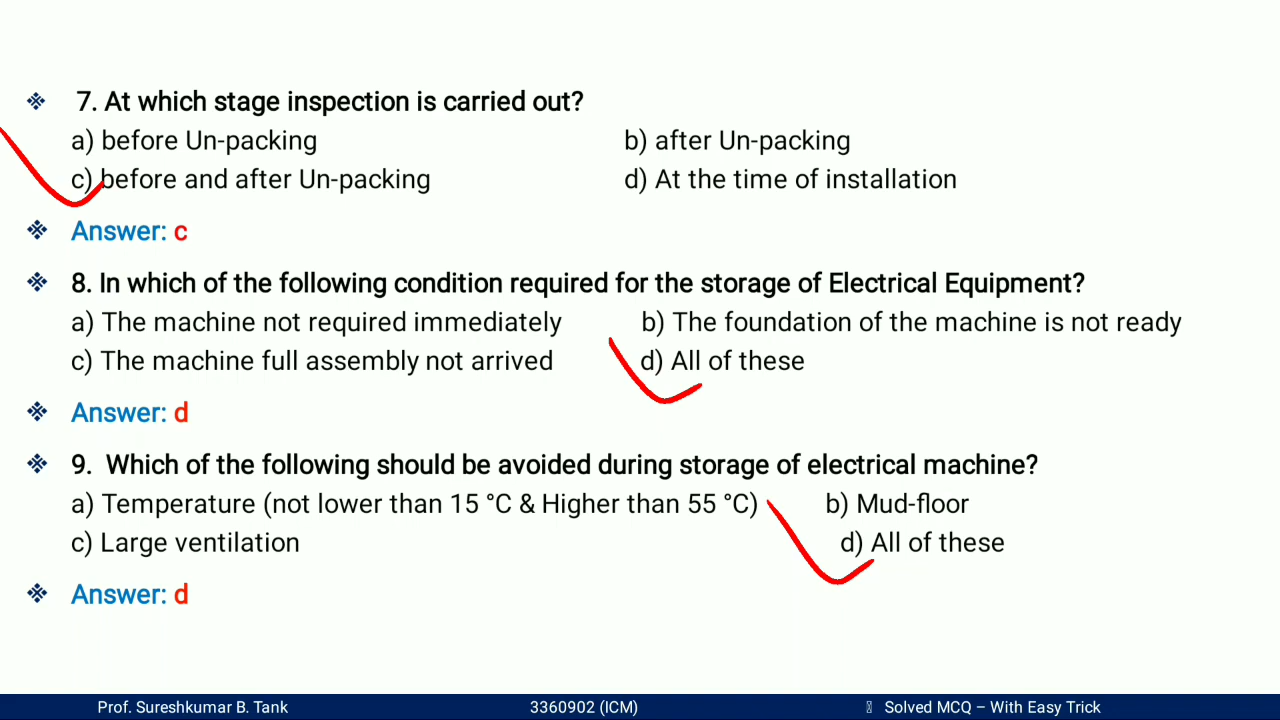 7. At which stage inspection is carried out?
a) before Un-packing b) after Un-packing
c) before and after Un-packing d) At the time of installation
Answer: c
8. In which of the following condition required for the storage of Electrical Equipment?
a) The machine not required immediately b) The foundation of the machine is not ready
c) The machine full assembly not arrived d) All of these
Answer: d
9. Which of the following should be avoided during storage of electrical machine?
a) Temperature (not lower than 15 °C & Higher than 55 °C) b) Mud-floor
c) Large ventilation d) All of these
Answer: d
Prof. Sureshkumar B. Tank 3360902 (ICM) Solved MCQ – With Easy Trick